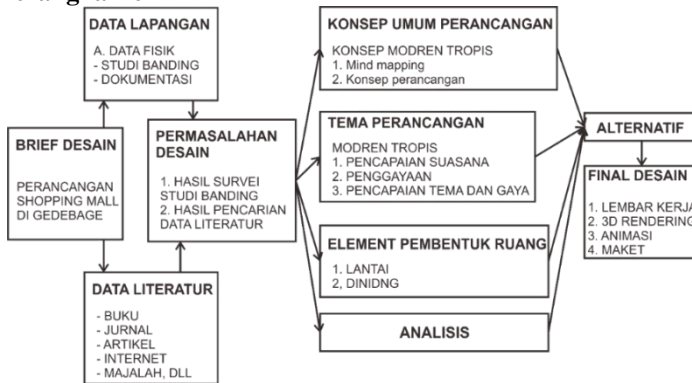 DATA LAPANGAN
A. DATA FISIK
- STUDI BANDING
- DOKUMENTASI
BRIEF DESAIN
PERANCANGAN
SHOPPING MALL
DI GEDEBAGE
PERMASALAHAN
DESAIN
1. HASIL SURVEI
STUDI BANDING
2. HASIL PENCARIAN
DATA LITERATUR
DATA LITERATUR
- BUKU
- JURNAL
- ARTIKEL
- INTERNET
- MAJALAH, DLL
KONSEP UMUM PERANCANGAN
KONSEP MODREN TROPIS
1. Mind mapping
2. Konsep perancangan
TEMA PERANCANGAN
MODREN TROPIS
1. PENCAPAIAN SUASANA
2. PENGGAYAAN
3. PENCAPAIAN TEMA DAN GAYA
ELEMENT PEMBENTUK RUANG
1. LANTAI
2, DINIDNG
ANALISIS
ALTERNATIF
FINAL DESAIN
1. LEMBAR KERJA
2. 3D RENDERING
3. ANIMASI
4. MAKET